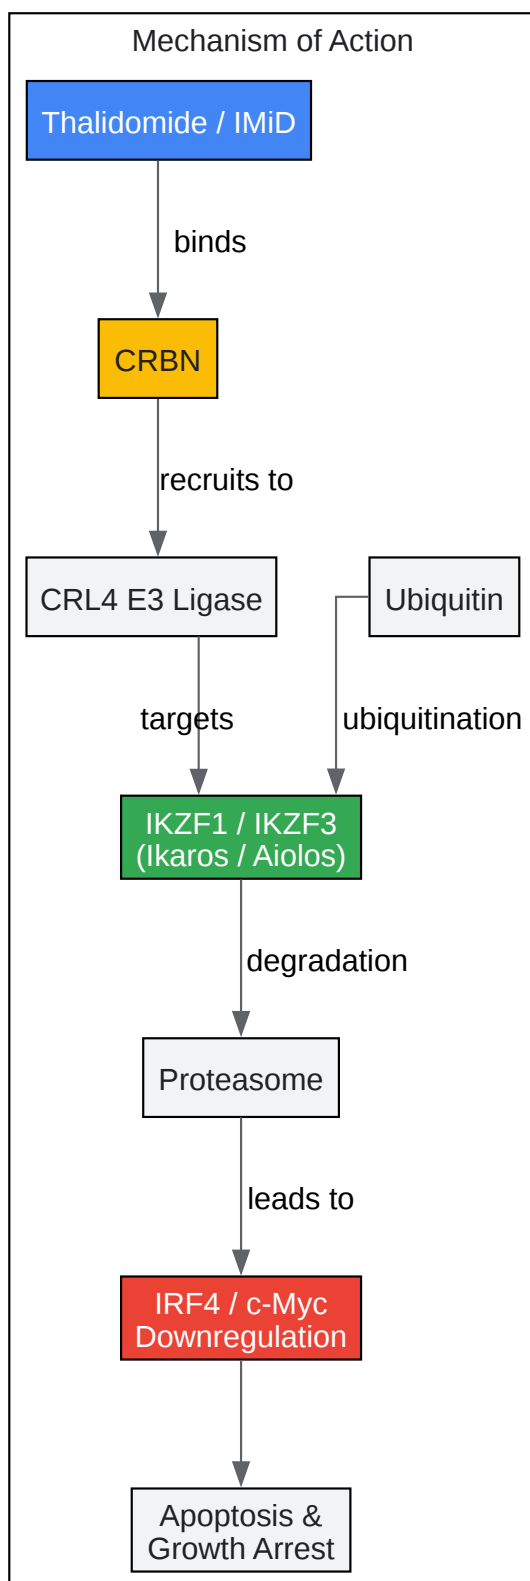 Mechanism of Action
Thalidomide / IMiD
binds
CRBN
recruits to
CRL4 E3 Ligase
Ubiquitin
targets
ubiquitination
IKZF1 / IKZF3
(Ikaros / Aiolos)
degradation
Proteasome
leads to
IRF4 / c-Myc
Downregulation
Apoptosis &
Growth Arrest